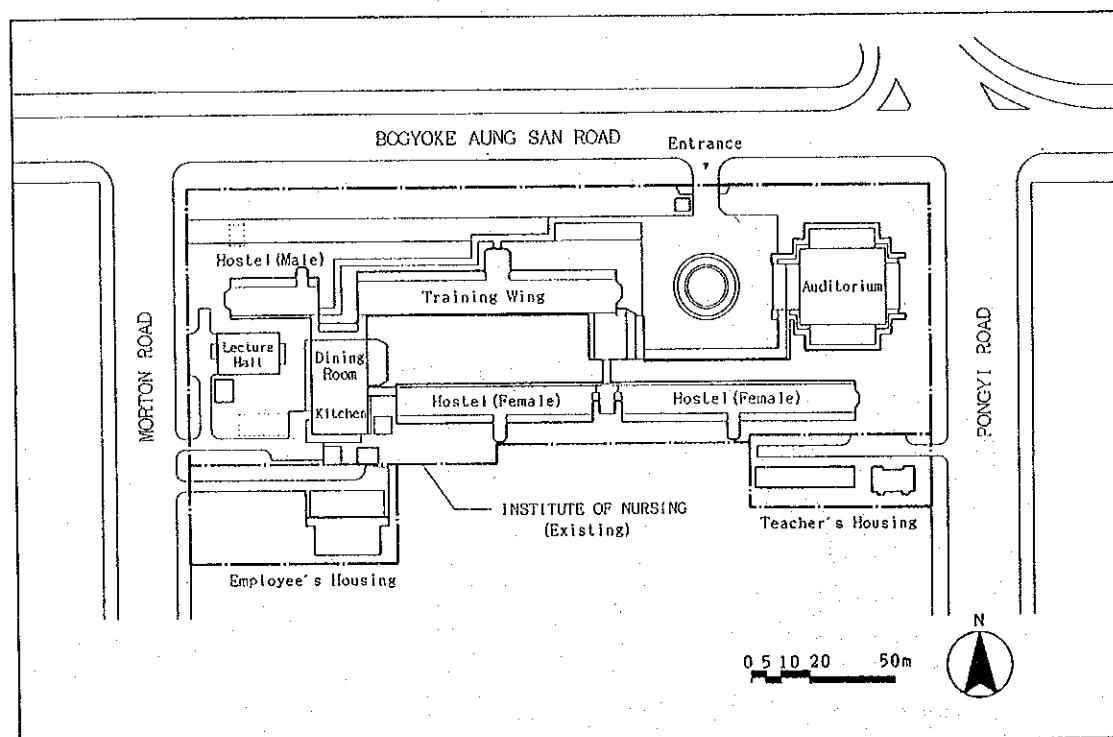 BOGYOKE AUNG SAN ROAD
Entrance
Hostel(Male)
Training Wing
Auditorium
Lecture
Hall
Dining
Room
Kitchen
Hostel(Female)
Hostel(Female)
MORTON ROAD
PONGYI ROAD
INSTITUTE OF NURSING
(Existing)
Teacher's Housing
Employee's Housing
N
0 5 10 20 50m